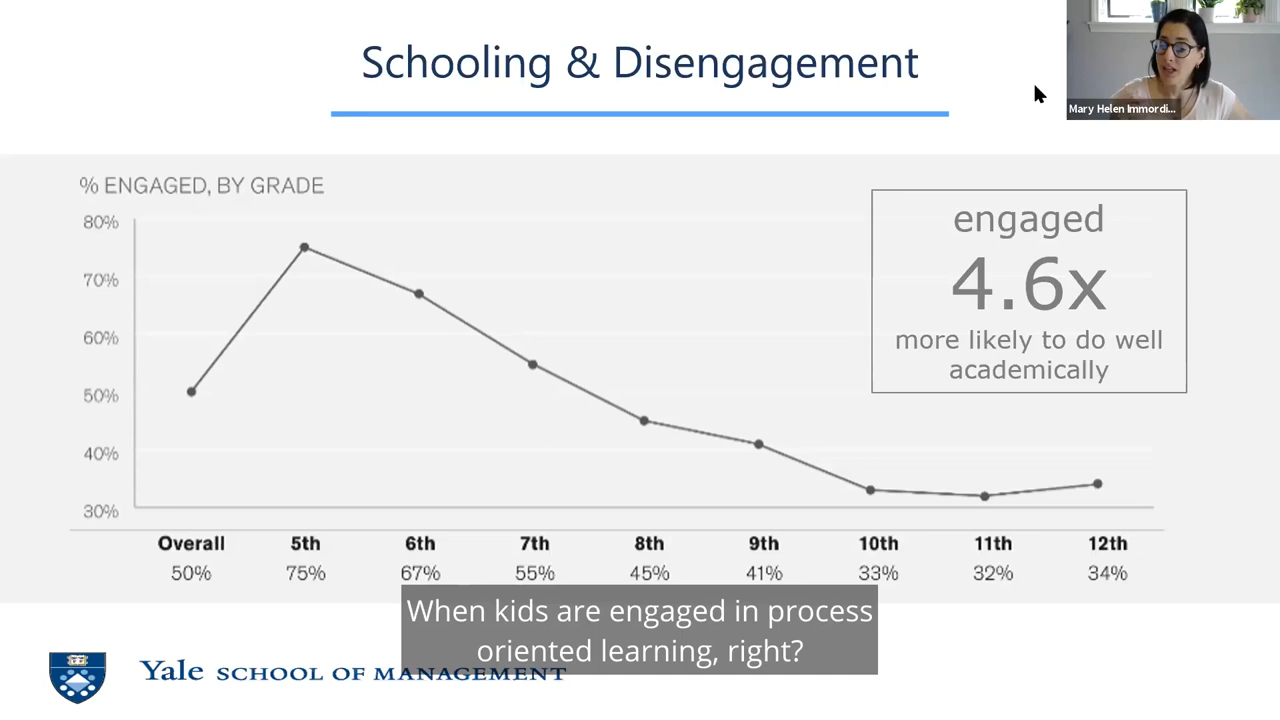 Schooling & Disengagement
Mary Helen Immordi...
% ENGAGED, BY GRADE
80%
70%
60%
50%
40%
30%
engaged
4.6x
more likely to do well
academically
Overall 5th 6th 7th 8th 9th 10th 11th 12th
50% 75% 67% 55% 45% 41% 33% 32% 34%
When kids are engaged in process
oriented learning, right?
Yale SCHOOL OF MANAGEMENT